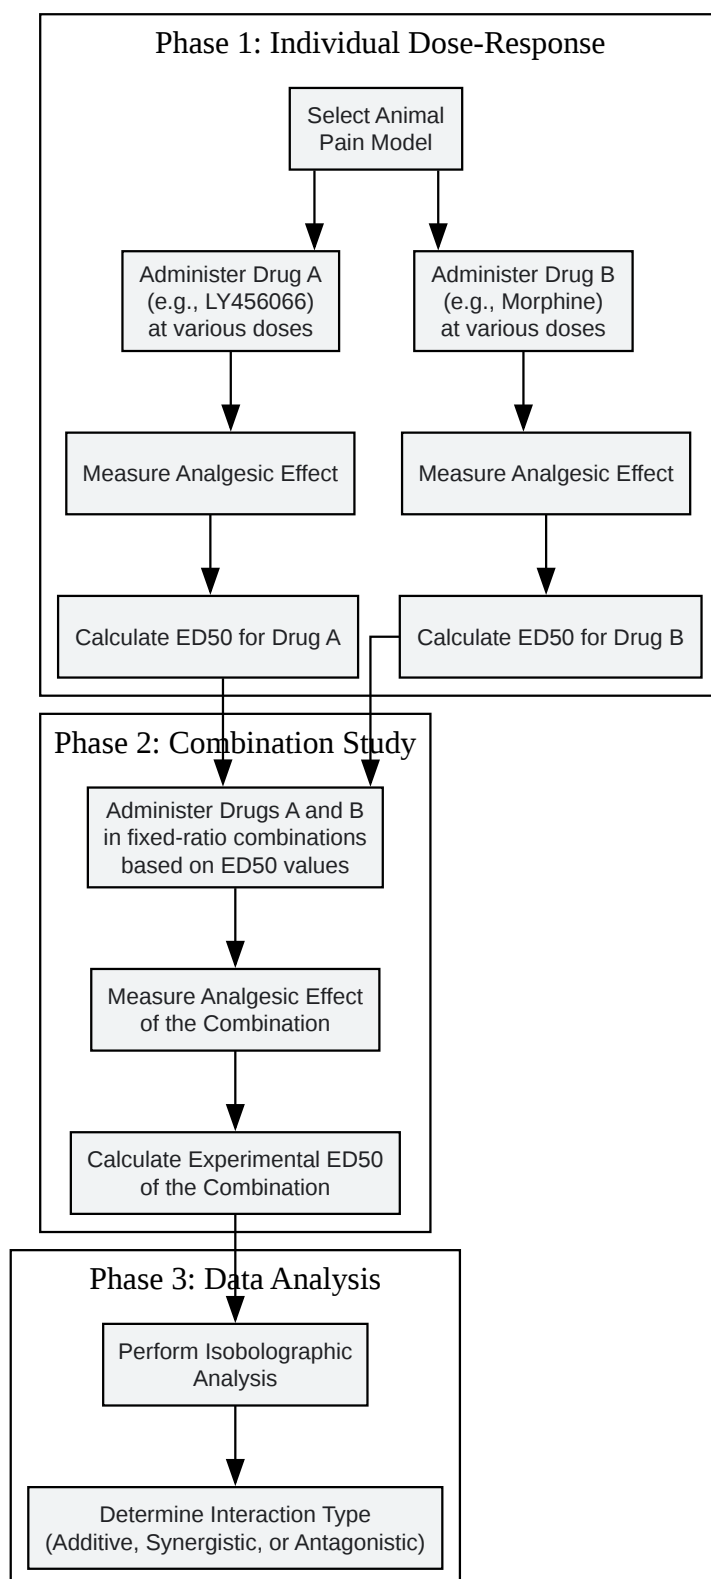 Phase 1: Individual Dose-Response
Select Animal
Pain Model
Administer Drug A
(e.g., LY456066)
at various doses
Administer Drug B
(e.g., Morphine)
at various doses
Measure Analgesic Effect
Measure Analgesic Effect
Calculate ED50 for Drug A
Calculate ED50 for Drug B
Phase 2: Combination Study
Administer Drugs A and B
in fixed-ratio combinations
based on ED50 values
Measure Analgesic Effect
of the Combination
Calculate Experimental ED50
of the Combination
Phase 3: Data Analysis
Perform Isobolographic
Analysis
Determine Interaction Type
(Additive, Synergistic, or Antagonistic)